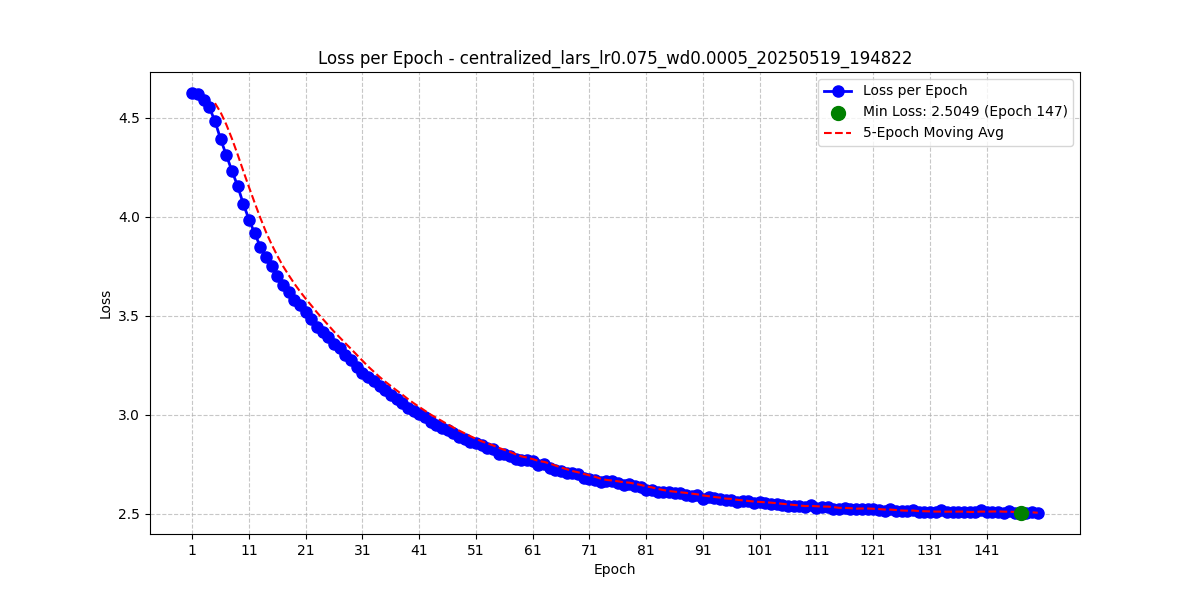 Loss per Epoch - centralized_lars_lr0.075_wd0.0005_20250519_194822
Loss per Epoch
Min Loss: 2.5049 (Epoch 147)
5-Epoch Moving Avg
4.5
4.0
3.5
3.0
2.5
Loss
1 11 21 31 41 51 61 71 81 91 101 111 121 131 141
Epoch